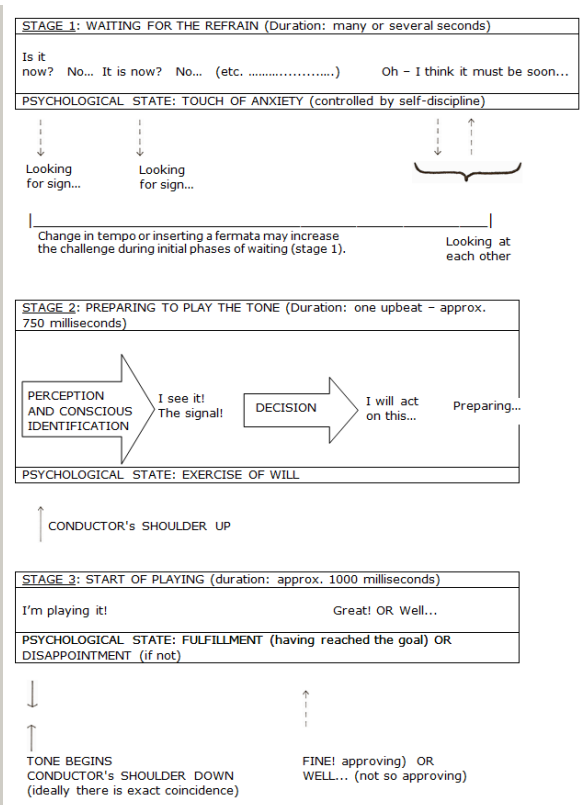 STAGE 1: WAITING FOR THE REFRAIN (Duration: many or several seconds)
Is it
now? No... It is now? No... (etc. .....................) Oh – I think it must be soon...
PSYCHOLOGICAL STATE: TOUCH OF ANXIETY (controlled by self-discipline)
Looking
for sign...
Looking
for sign...
Change in tempo or inserting a fermata may increase
the challenge during initial phases of waiting (stage 1).
Looking at
each other
STAGE 2: PREPARING TO PLAY THE TONE (Duration: one upbeat – approx.
750 milliseconds)
PERCEPTION
AND CONSCIOUS
IDENTIFICATION
I see it!
The signal!
DECISION
I will act
on this...
Preparing...
PSYCHOLOGICAL STATE: EXERCISE OF WILL
CONDUCTOR's SHOULDER UP
STAGE 3: START OF PLAYING (duration: approx. 1000 milliseconds)
I'm playing it! Great! OR Well...
PSYCHOLOGICAL STATE: FULFILLMENT (having reached the goal) OR
DISAPPOINTMENT (if not)
TONE BEGINS
CONDUCTOR's SHOULDER DOWN
(ideally there is exact coincidence)
FINE! approving) OR
WELL... (not so approving)